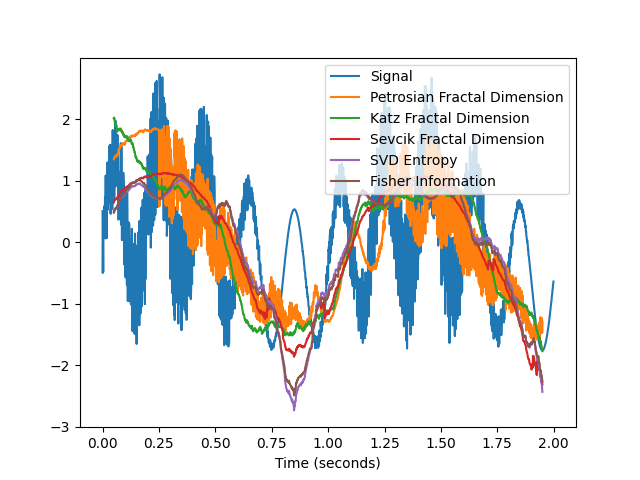 Signal
Petrosian Fractal Dimension
Katz Fractal Dimension
Sevcik Fractal Dimension
SVD Entropy
Fisher Information
2
1
0
−1
−2
−3
0.00 0.25 0.50 0.75 1.00 1.25 1.50 1.75 2.00
Time (seconds)